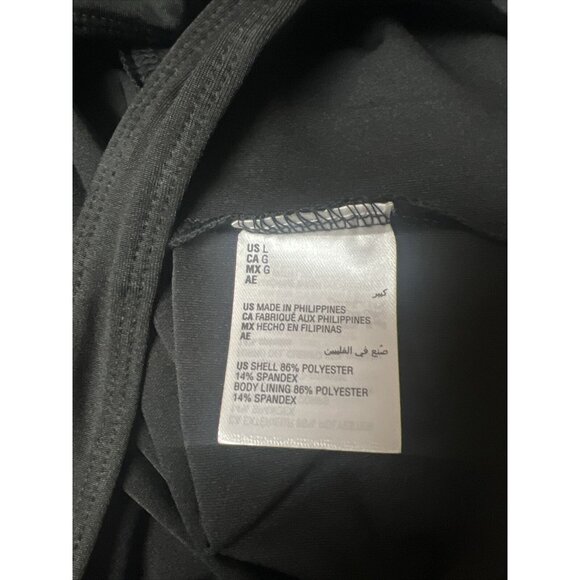 US L
CA G
MX G
AE
كبير
US MADE IN PHILIPPINES
CA FABRIQUÉ AUX PHILIPPINES
MX HECHO EN FILIPINAS
AE
صنع في الفلبين
US SHELL 86% POLYESTER
14% SPANDEX
BODY LINING 86% POLYESTER
14% SPANDEX